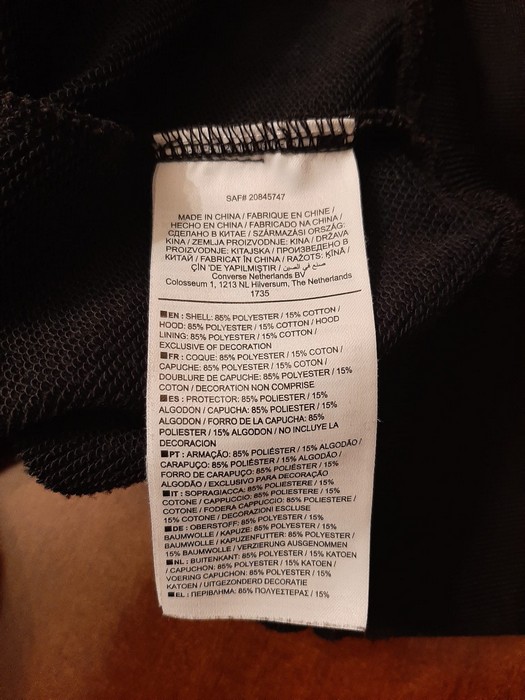 SAF# 20845747
MADE IN CHINA / FABRIQUE EN CHINE /
HECHO EN CHINA / FABRICADO NA CHINA /
СДЕЛАНО В КИТАЕ / SZÁRMAZÁSI ORSZÁG:
KÍNA / ZEMLJA PROIZVODNJE: KINA / DRŽAVA
PROIZVODNJE: KITAJSKA / ПРОИЗВЕДЕНО В
КИТАЙ / FABRICAT ÎN CHINA / RAŽOTS: ĶĪNĀ /
ÇİN 'DE YAPILMIŞTIR / صنع في الصين
Converse Netherlands BV
Colosseum 1, 1213 NL Hilversum, The Netherlands
1735
EN : SHELL: 85% POLYESTER / 15% COTTON /
HOOD: 85% POLYESTER / 15% COTTON / HOOD
LINING: 85% POLYESTER / 15% COTTON /
EXCLUSIVE OF DECORATION
FR : COQUE: 85% POLYESTER / 15% COTON /
CAPUCHE: 85% POLYESTER / 15% COTON /
DOUBLURE DE CAPUCHE: 85% POLYESTER / 15%
COTON / DECORATION NON COMPRISE
ES : PROTECTOR: 85% POLIESTER / 15%
ALGODON / CAPUCHA: 85% POLIESTER / 15%
ALGODON / FORRO DE LA CAPUCHA: 85%
POLIESTER / 15% ALGODON / NO INCLUYE LA
DECORACION
PT : ARMAÇÃO: 85% POLIÉSTER / 15% ALGODÃO /
CARAPUÇO: 85% POLIÉSTER / 15% ALGODÃO /
FORRO DE CARAPUÇO: 85% POLIÉSTER / 15%
ALGODÃO / EXCLUSIVO PARA DECORAÇÃO
IT : SOPRAGIACCA: 85% POLIESTERE / 15%
COTONE / CAPPUCCIO: 85% POLIESTERE / 15%
COTONE / FODERA CAPPUCCIO: 85% POLIESTERE /
15% COTONE / DECORAZIONI ESCLUSE
DE : OBERSTOFF: 85% POLYESTER / 15%
BAUMWOLLE / KAPUZE: 85% POLYESTER / 15%
BAUMWOLLE / KAPUZENFUTTER: 85% POLYESTER /
15% BAUMWOLLE / VERZIERUNG AUSGENOMMEN
NL : BUITENKANT: 85% POLYESTER / 15% KATOEN
/ CAPUCHON: 85% POLYESTER / 15% KATOEN /
VOERING CAPUCHON: 85% POLYESTER / 15%
KATOEN / UITGEZONDERD DECORATIE
EL : ΠΕΡΙΒΛΗΜΑ: 85% ΠΟΛΥΕΣΤΕΡΑΣ / 15%